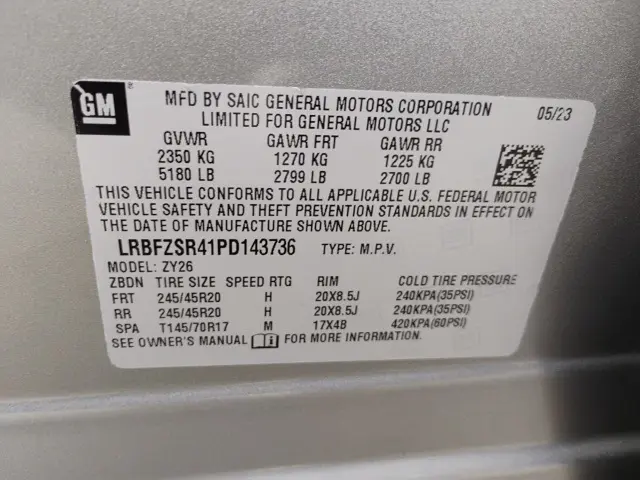 GM ®
MFD BY SAIC GENERAL MOTORS CORPORATION 05/23
LIMITED FOR GENERAL MOTORS LLC
GVWR GAWR FRT GAWR RR
2350 KG 1270 KG 1225 KG
5180 LB 2799 LB 2700 LB
THIS VEHICLE CONFORMS TO ALL APPLICABLE U.S. FEDERAL MOTOR
VEHICLE SAFETY AND THEFT PREVENTION STANDARDS IN EFFECT ON
THE DATE OF MANUFACTURE SHOWN ABOVE.
LRBFZSR41PD143736 TYPE: M.P.V.
MODEL: ZY26
ZBDN TIRE SIZE SPEED RTG RIM COLD TIRE PRESSURE
FRT 245/45R20 H 20X8.5J 240KPA(35PSI)
RR 245/45R20 H 20X8.5J 240KPA(35PSI)
SPA T145/70R17 M 17X4B 420KPA(60PSI)
SEE OWNER'S MANUAL i FOR MORE INFORMATION.